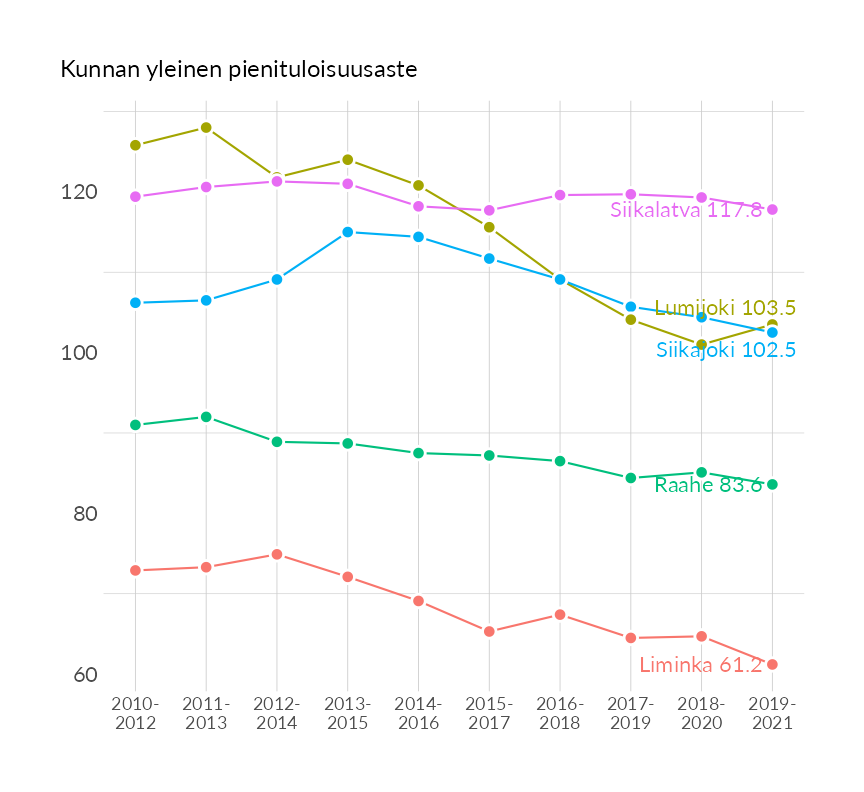 Kunnan yleinen pienituloisuusaste
120
100
80
60
Siikalatva 117.8
Lumijoki 103.5
Siikajoki 102.5
Raahe 83.6
Liminka 61.2
2010- 2011- 2012- 2013- 2014- 2015- 2016- 2017- 2018- 2019-
2012 2013 2014 2015 2016 2017 2018 2019 2020 2021